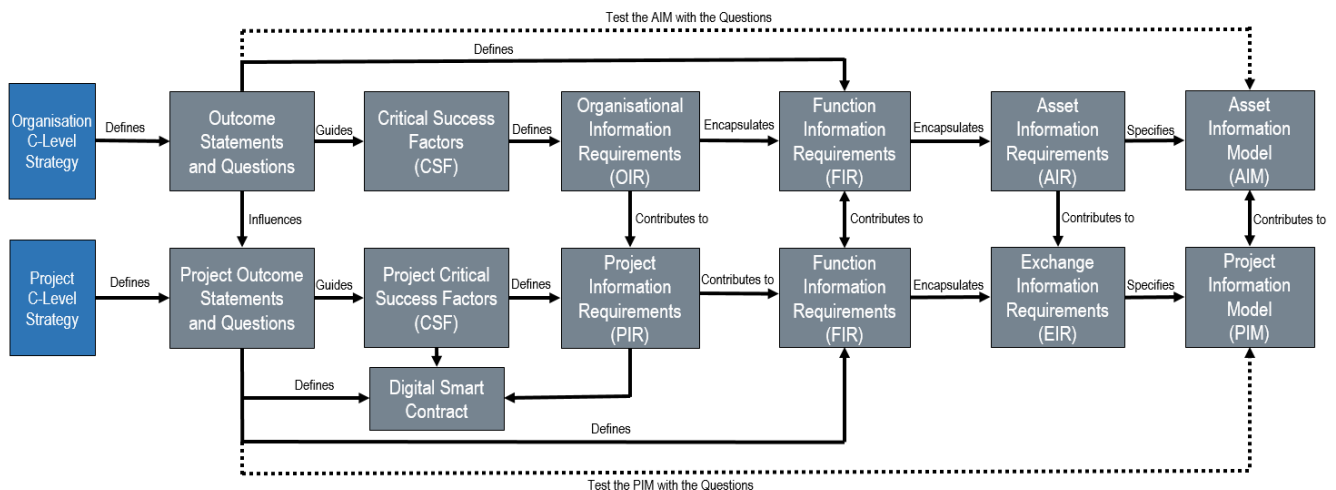 Test the AIM with the Questions
Defines
Organisation
C-Level
Strategy
Defines
Outcome
Statements
and Questions
Guides
Critical Success
Factors
(CSF)
Defines
Organisational
Information
Requirements
(OIR)
Encapsulates
Function
Information
Requirements
(FIR)
Encapsulates
Asset
Information
Requirements
(AIR)
Specifies
Asset
Information
Model
(AIM)
Influences
Contributes to
Contributes to
Contributes to
Contributes to
Project
C-Level
Strategy
Defines
Project Outcome
Statements
and Questions
Guides
Project Critical
Success Factors
(CSF)
Defines
Project
Information
Requirements
(PIR)
Contributes to
Function
Information
Requirements
(FIR)
Encapsulates
Exchange
Information
Requirements
(EIR)
Specifies
Project
Information
Model
(PIM)
Defines
Digital Smart
Contract
Defines
Test the PIM with the Questions